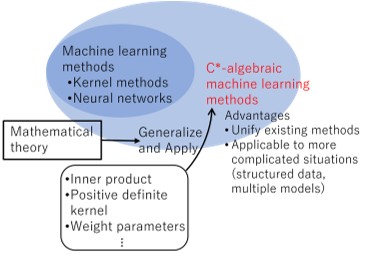 Machine learning
methods
•Kernel methods
•Neural networks
C*-algebraic
machine learning
methods
Advantages
•Unify existing methods
•Applicable to more
complicated situations
(structured data,
multiple models)
Mathematical
theory
Generalize
and Apply
•Inner product
•Positive definite
kernel
•Weight parameters
⋮